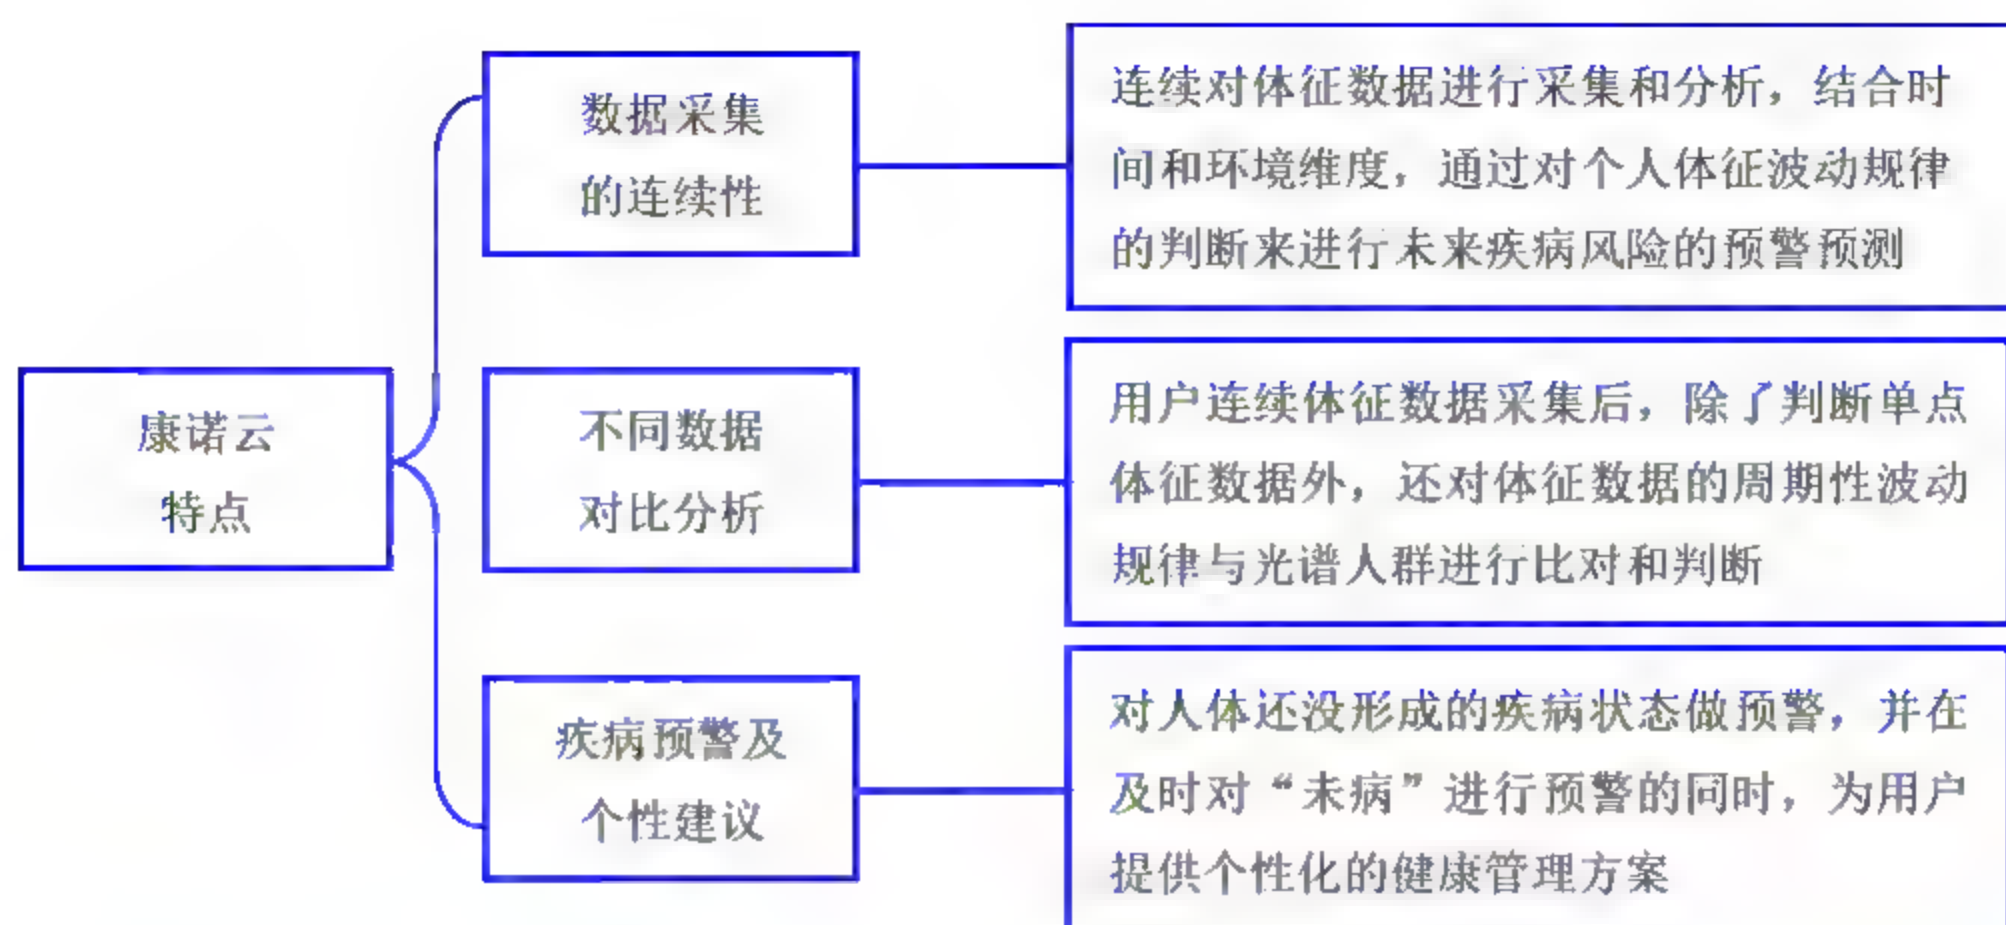 康诺云
特点
数据采集
的连续性
连续对体征数据进行采集和分析，结合时
间和环境维度，通过对个人体征波动规律
的判断来进行未来疾病风险的预警预测
不同数据
对比分析
用户连续体征数据采集后，除了判断单点
体征数据外，还对体征数据的周期性波动
规律与光谱人群进行比对和判断
疾病预警及
个性建议
对人体还没形成的疾病状态做预警，并在
及时对“未病”进行预警的同时，为用户
提供个性化的健康管理方案